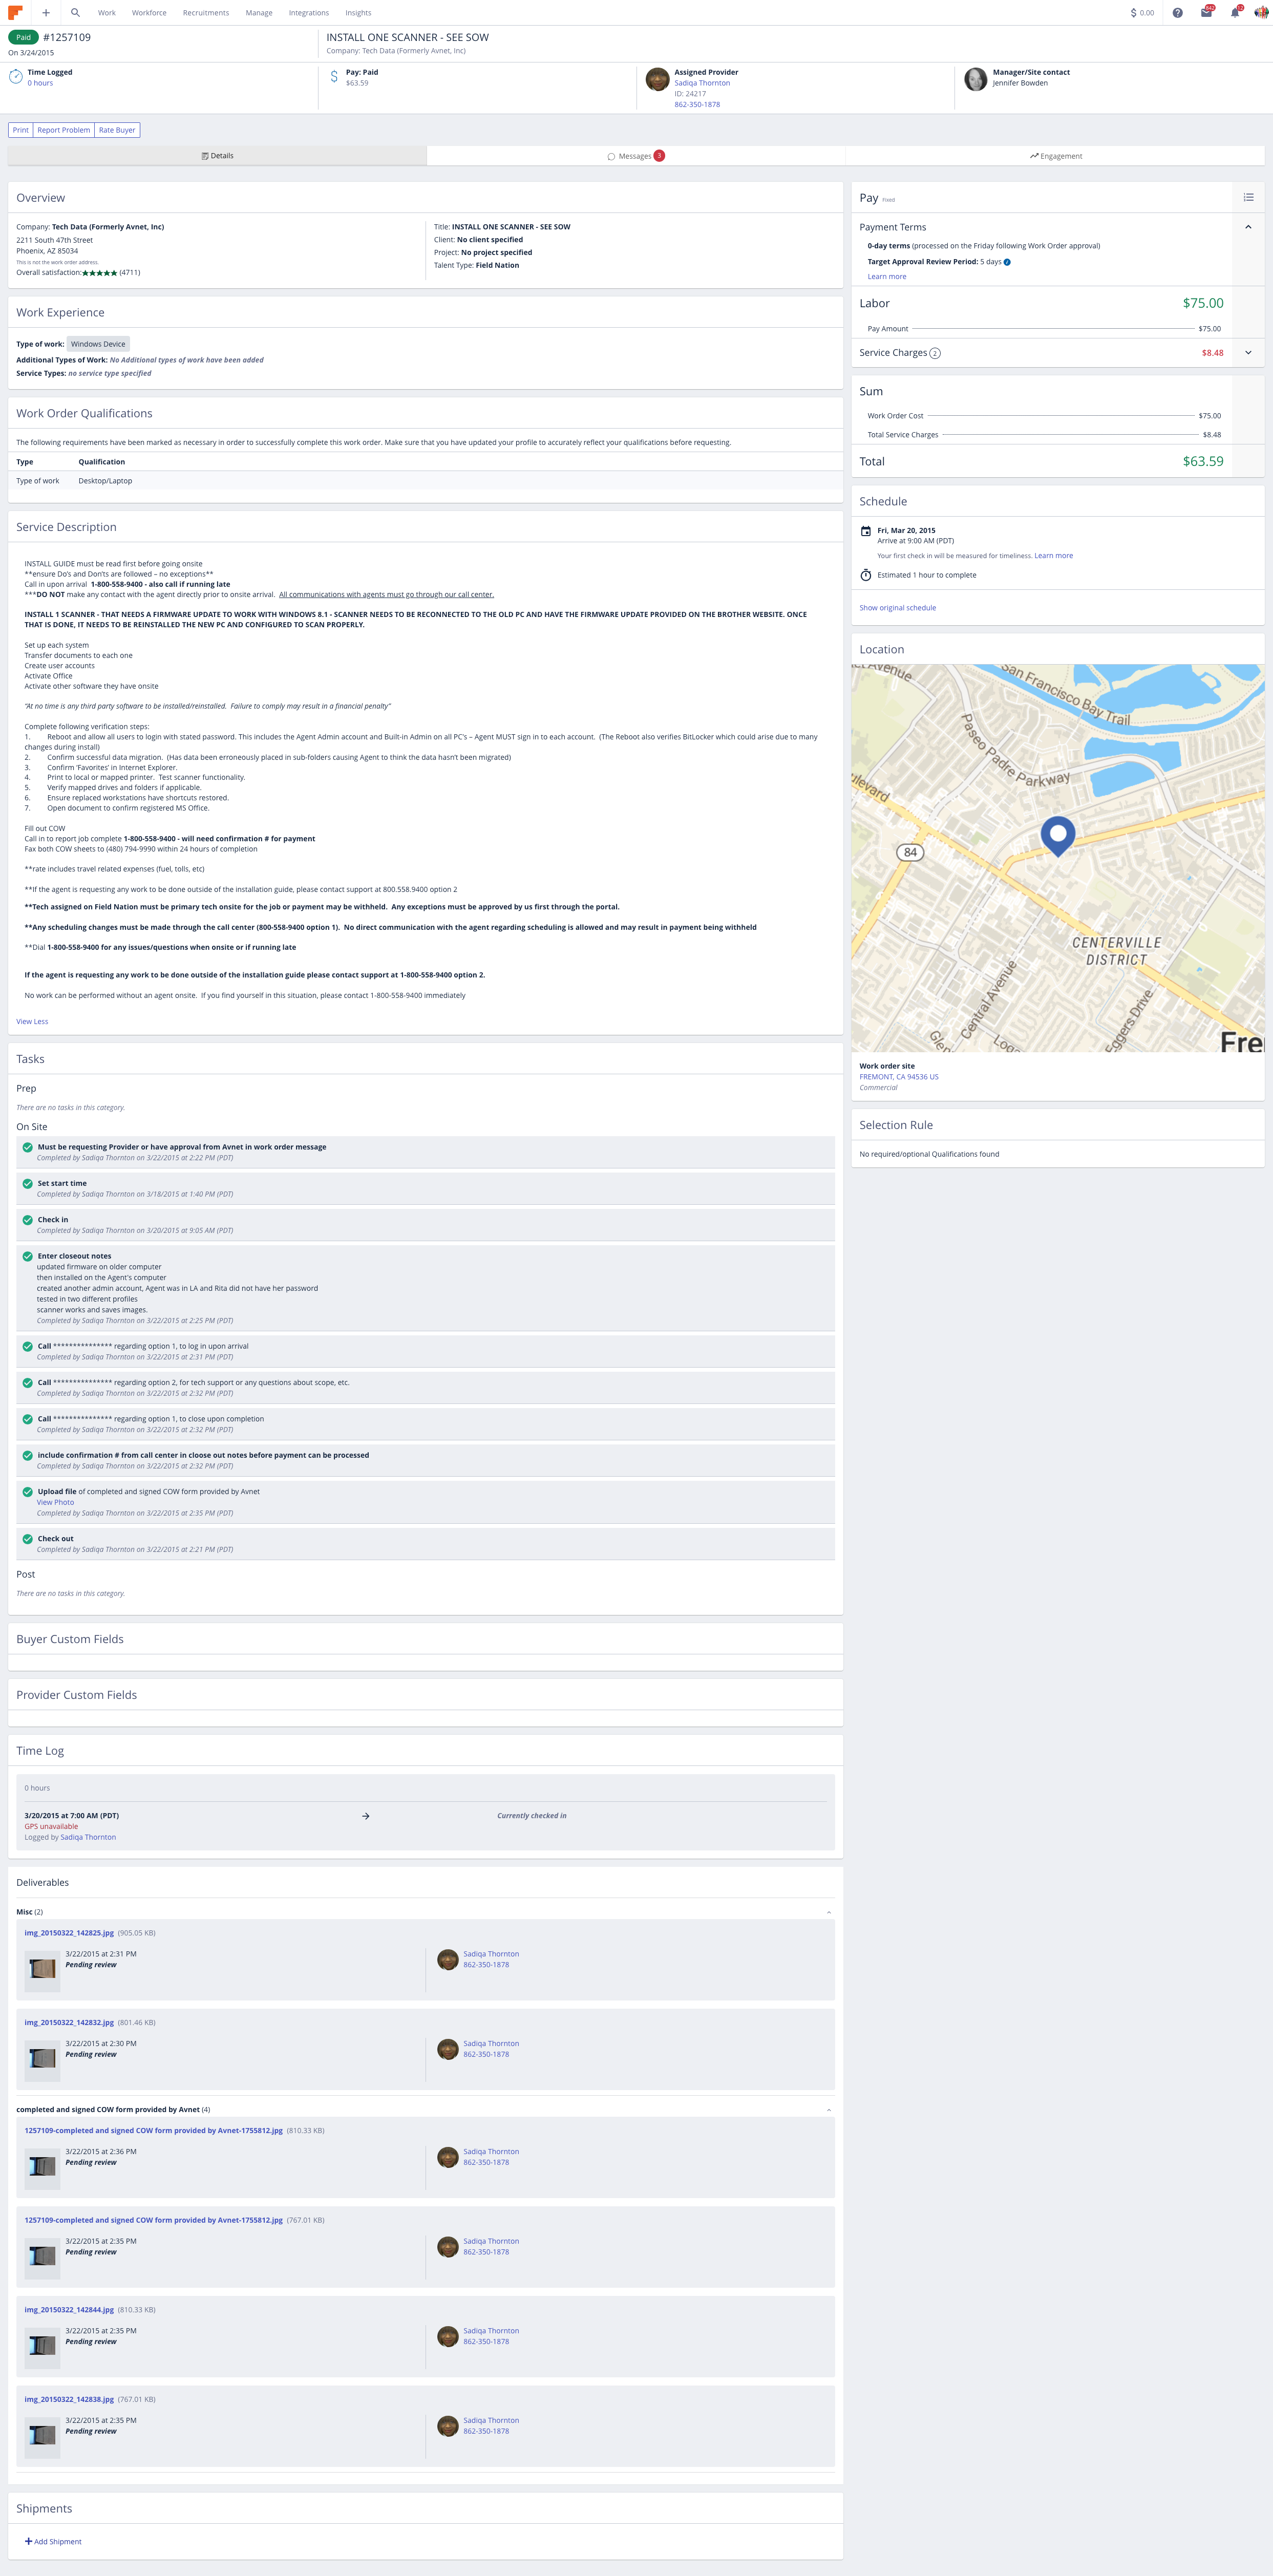 Work Workforce Recruitments Manage Integrations Insights
0.00
Paid #1257109
On 3/24/2015
INSTALL ONE SCANNER - SEE SOW
Company: Tech Data (Formerly Avnet, Inc)
Time Logged
0 hours
Pay: Paid
$63.59
Assigned Provider
Sadiqa Thornton
ID: 24217
862-350-1878
Manager/Site contact
Jennifer Bowden
Print Report Problem Rate Buyer
Details
Messages 3
Engagement
Overview
Company: Tech Data (Formerly Avnet, Inc)
2211 South 47th Street
Phoenix, AZ 85034
This is not the work order address.
Overall satisfaction: ★★★★★ (4711)
Title: INSTALL ONE SCANNER - SEE SOW
Client: No client specified
Project: No project specified
Talent Type: Field Nation
Work Experience
Type of work: Windows Device
Additional Types of Work: No Additional types of work have been added
Service Types: no service type specified
Work Order Qualifications
The following requirements have been marked as necessary in order to successfully complete this work order. Make sure that you have updated your profile to accurately reflect your qualifications before requesting.
Type Qualification
Type of work Desktop/Laptop
Service Description
INSTALL GUIDE must be read first before going onsite
**ensure Do's and Don'ts are followed – no exceptions**
Call in upon arrival 1-800-558-9400 - also call if running late
***DO NOT make any contact with the agent directly prior to onsite arrival. All communications with agents must go through our call center.
INSTALL 1 SCANNER - THAT NEEDS A FIRMWARE UPDATE TO WORK WITH WINDOWS 8.1 - SCANNER NEEDS TO BE RECONNECTED TO THE OLD PC AND HAVE THE FIRMWARE UPDATE PROVIDED ON THE BROTHER WEBSITE. ONCE
THAT IS DONE, IT NEEDS TO BE REINSTALLED THE NEW PC AND CONFIGURED TO SCAN PROPERLY.
Set up each system
Transfer documents to each one
Create user accounts
Activate Office
Activate other software they have onsite
"At no time is any third party software to be installed/reinstalled. Failure to comply may result in a financial penalty"
Complete following verification steps:
1. Reboot and allow all users to login with stated password. This includes the Agent Admin account and Built-in Admin on all PC's – Agent MUST sign in to each account. (The Reboot also verifies BitLocker which could arise due to many
changes during install)
2. Confirm successful data migration. (Has data been erroneously placed in sub-folders causing Agent to think the data hasn't been migrated)
3. Confirm 'Favorites' in Internet Explorer.
4. Print to local or mapped printer. Test scanner functionality.
5. Verify mapped drives and folders if applicable.
6. Ensure replaced workstations have shortcuts restored.
7. Open document to confirm registered MS Office.
Fill out COW
Call in to report job complete 1-800-558-9400 - will need confirmation # for payment
Fax both COW sheets to (480) 794-9990 within 24 hours of completion
**rate includes travel related expenses (fuel, tolls, etc)
**If the agent is requesting any work to be done outside of the installation guide, please contact support at 800.558.9400 option 2
**Tech assigned on Field Nation must be primary tech onsite for the job or payment may be withheld. Any exceptions must be approved by us first through the portal.
**Any scheduling changes must be made through the call center (800-558-9400 option 1). No direct communication with the agent regarding scheduling is allowed and may result in payment being withheld
**Dial 1-800-558-9400 for any issues/questions when onsite or if running late
If the agent is requesting any work to be done outside of the installation guide please contact support at 1-800-558-9400 option 2.
No work can be performed without an agent onsite. If you find yourself in this situation, please contact 1-800-558-9400 immediately
View Less
Tasks
Prep
There are no tasks in this category.
On Site
Must be requesting Provider or have approval from Avnet in work order message
Completed by Sadiqa Thornton on 3/22/2015 at 2:22 PM (PDT)
Set start time
Completed by Sadiqa Thornton on 3/18/2015 at 1:40 PM (PDT)
Check in
Completed by Sadiqa Thornton on 3/20/2015 at 9:05 AM (PDT)
Enter closeout notes
updated firmware on older computer
then installed on the Agent's computer
created another admin account, Agent was in LA and Rita did not have her password
tested in two different profiles
scanner works and saves images.
Completed by Sadiqa Thornton on 3/22/2015 at 2:25 PM (PDT)
Call *************** regarding option 1, to log in upon arrival
Completed by Sadiqa Thornton on 3/22/2015 at 2:31 PM (PDT)
Call *************** regarding option 2, for tech support or any questions about scope, etc.
Completed by Sadiqa Thornton on 3/22/2015 at 2:32 PM (PDT)
Call *************** regarding option 1, to close upon completion
Completed by Sadiqa Thornton on 3/22/2015 at 2:32 PM (PDT)
include confirmation # from call center in cloose out notes before payment can be processed
Completed by Sadiqa Thornton on 3/22/2015 at 2:32 PM (PDT)
Upload file of completed and signed COW form provided by Avnet
View Photo
Completed by Sadiqa Thornton on 3/22/2015 at 2:35 PM (PDT)
Check out
Completed by Sadiqa Thornton on 3/22/2015 at 2:21 PM (PDT)
Post
There are no tasks in this category.
Buyer Custom Fields
Provider Custom Fields
Time Log
0 hours
3/20/2015 at 7:00 AM (PDT)
Currently checked in
GPS unavailable
Logged by Sadiqa Thornton
Deliverables
Misc (2)
img_20150322_142825.jpg (905.05 KB)
3/22/2015 at 2:31 PM
Pending review
Sadiqa Thornton
862-350-1878
img_20150322_142832.jpg (801.46 KB)
3/22/2015 at 2:30 PM
Pending review
Sadiqa Thornton
862-350-1878
completed and signed COW form provided by Avnet (4)
1257109-completed and signed COW form provided by Avnet-1755812.jpg (810.33 KB)
3/22/2015 at 2:36 PM
Pending review
Sadiqa Thornton
862-350-1878
1257109-completed and signed COW form provided by Avnet-1755812.jpg (767.01 KB)
3/22/2015 at 2:35 PM
Pending review
Sadiqa Thornton
862-350-1878
img_20150322_142844.jpg (810.33 KB)
3/22/2015 at 2:35 PM
Pending review
Sadiqa Thornton
862-350-1878
img_20150322_142838.jpg (767.01 KB)
3/22/2015 at 2:35 PM
Pending review
Sadiqa Thornton
862-350-1878
Shipments
Add Shipment
Pay Fixed
Payment Terms
0-day terms (processed on the Friday following Work Order approval)
Target Approval Review Period: 5 days
Learn more
Labor $75.00
Pay Amount $75.00
Service Charges 2 $8.48
Sum
Work Order Cost $75.00
Total Service Charges $8.48
Total $63.59
Schedule
Fri, Mar 20, 2015
Arrive at 9:00 AM (PDT)
Your first check in will be measured for timeliness. Learn more
Estimated 1 hour to complete
Show original schedule
Location
San Francisco Bay Trail
Paseo Padre Parkway
84
CENTERVILLE
DISTRICT
Central Avenue
Eggers Drive
Fre
Work order site
FREMONT, CA 94536 US
Commercial
Selection Rule
No required/optional Qualifications found